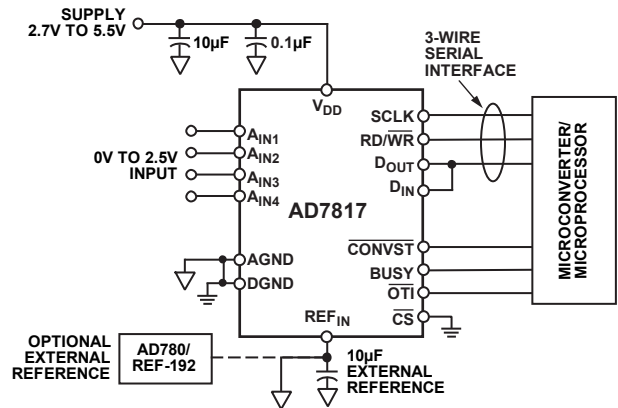 SUPPLY
2.7V TO 5.5V
10µF
0.1µF
3-WIRE
SERIAL
INTERFACE
VDD
SCLK
RD/WR
DOUT
DIN
AIN1
AIN2
AIN3
AIN4
0V TO 2.5V
INPUT
AD7817
AGND
DGND
CONVST
BUSY
OTI
CS
REFIN
MICROCONVERTER/
MICROPROCESSOR
OPTIONAL
EXTERNAL
REFERENCE
AD780/
REF-192
10µF
EXTERNAL
REFERENCE